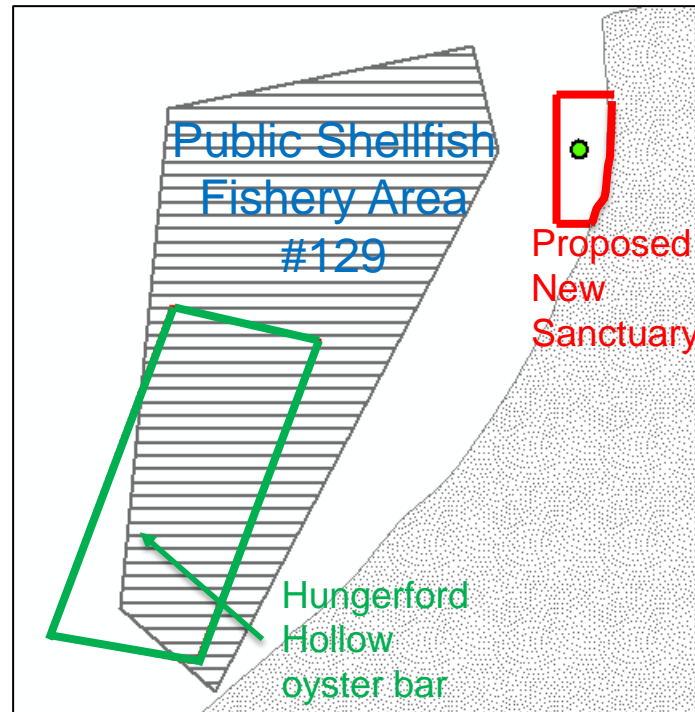 Public Shellfish
Fishery Area
#129
Proposed
New
Sanctuary
Hungerford
Hollow
oyster bar